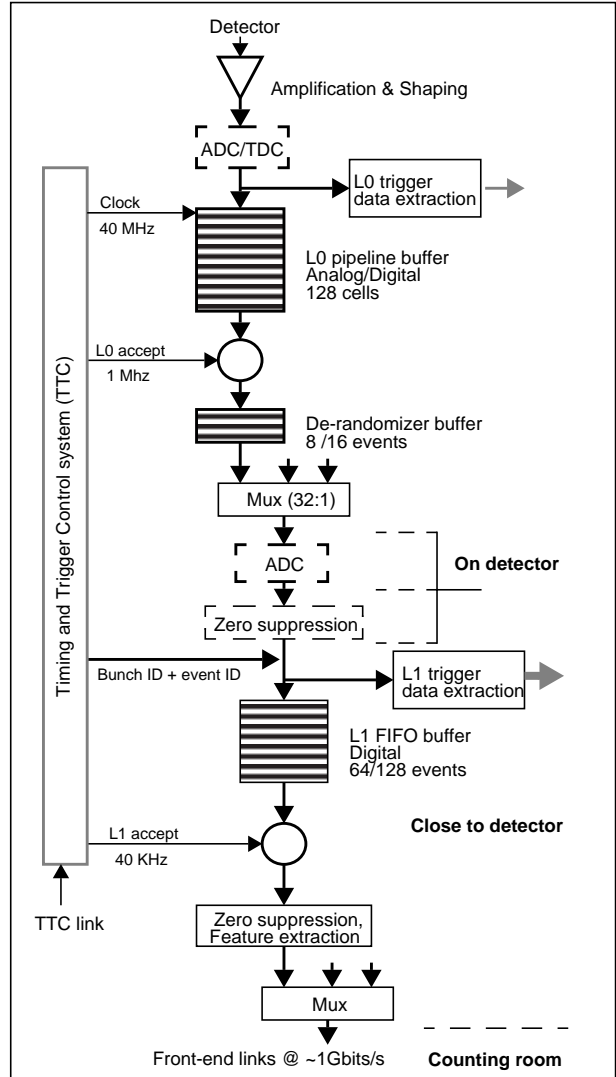 Detector
Amplification & Shaping
ADC/TDC
L0 trigger
data extraction
Clock
40 MHz
L0 pipeline buffer
Analog/Digital
128 cells
L0 accept
1 Mhz
De-randomizer buffer
8 /16 events
Mux (32:1)
ADC
On detector
Zero suppression
Timing and Trigger Control system (TTC)
Bunch ID + event ID
L1 trigger
data extraction
L1 FIFO buffer
Digital
64/128 events
Close to detector
L1 accept
40 KHz
TTC link
Zero suppression,
Feature extraction
Mux
Front-end links @ ~1Gbits/s
Counting room